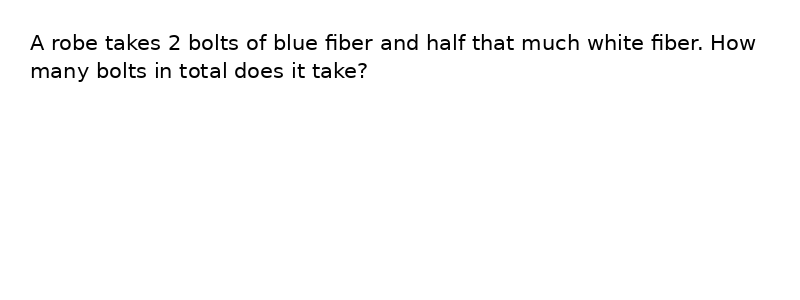 A robe takes 2 bolts of blue fiber and half that much white fiber. How
many bolts in total does it take?